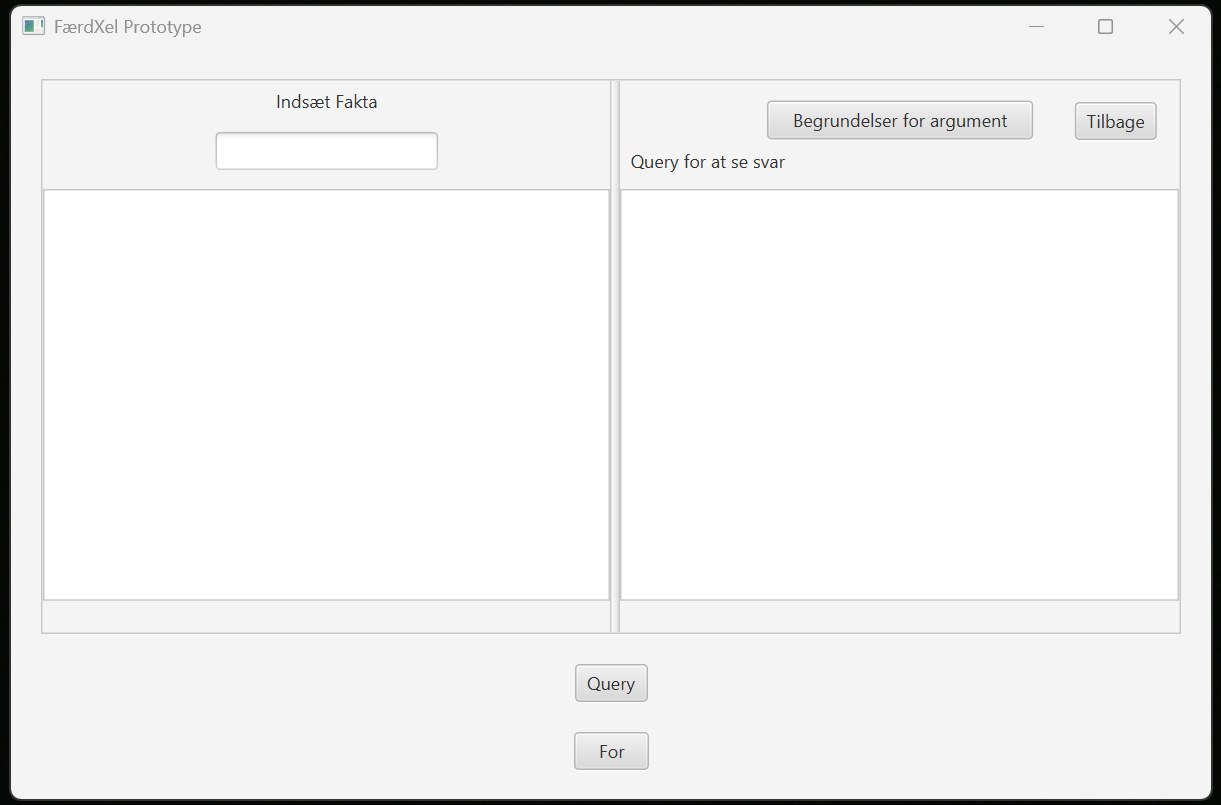 FærdXel Prototype
Indsæt Fakta
Begrundelser for argument
Tilbage
Query for at se svar
Query
For